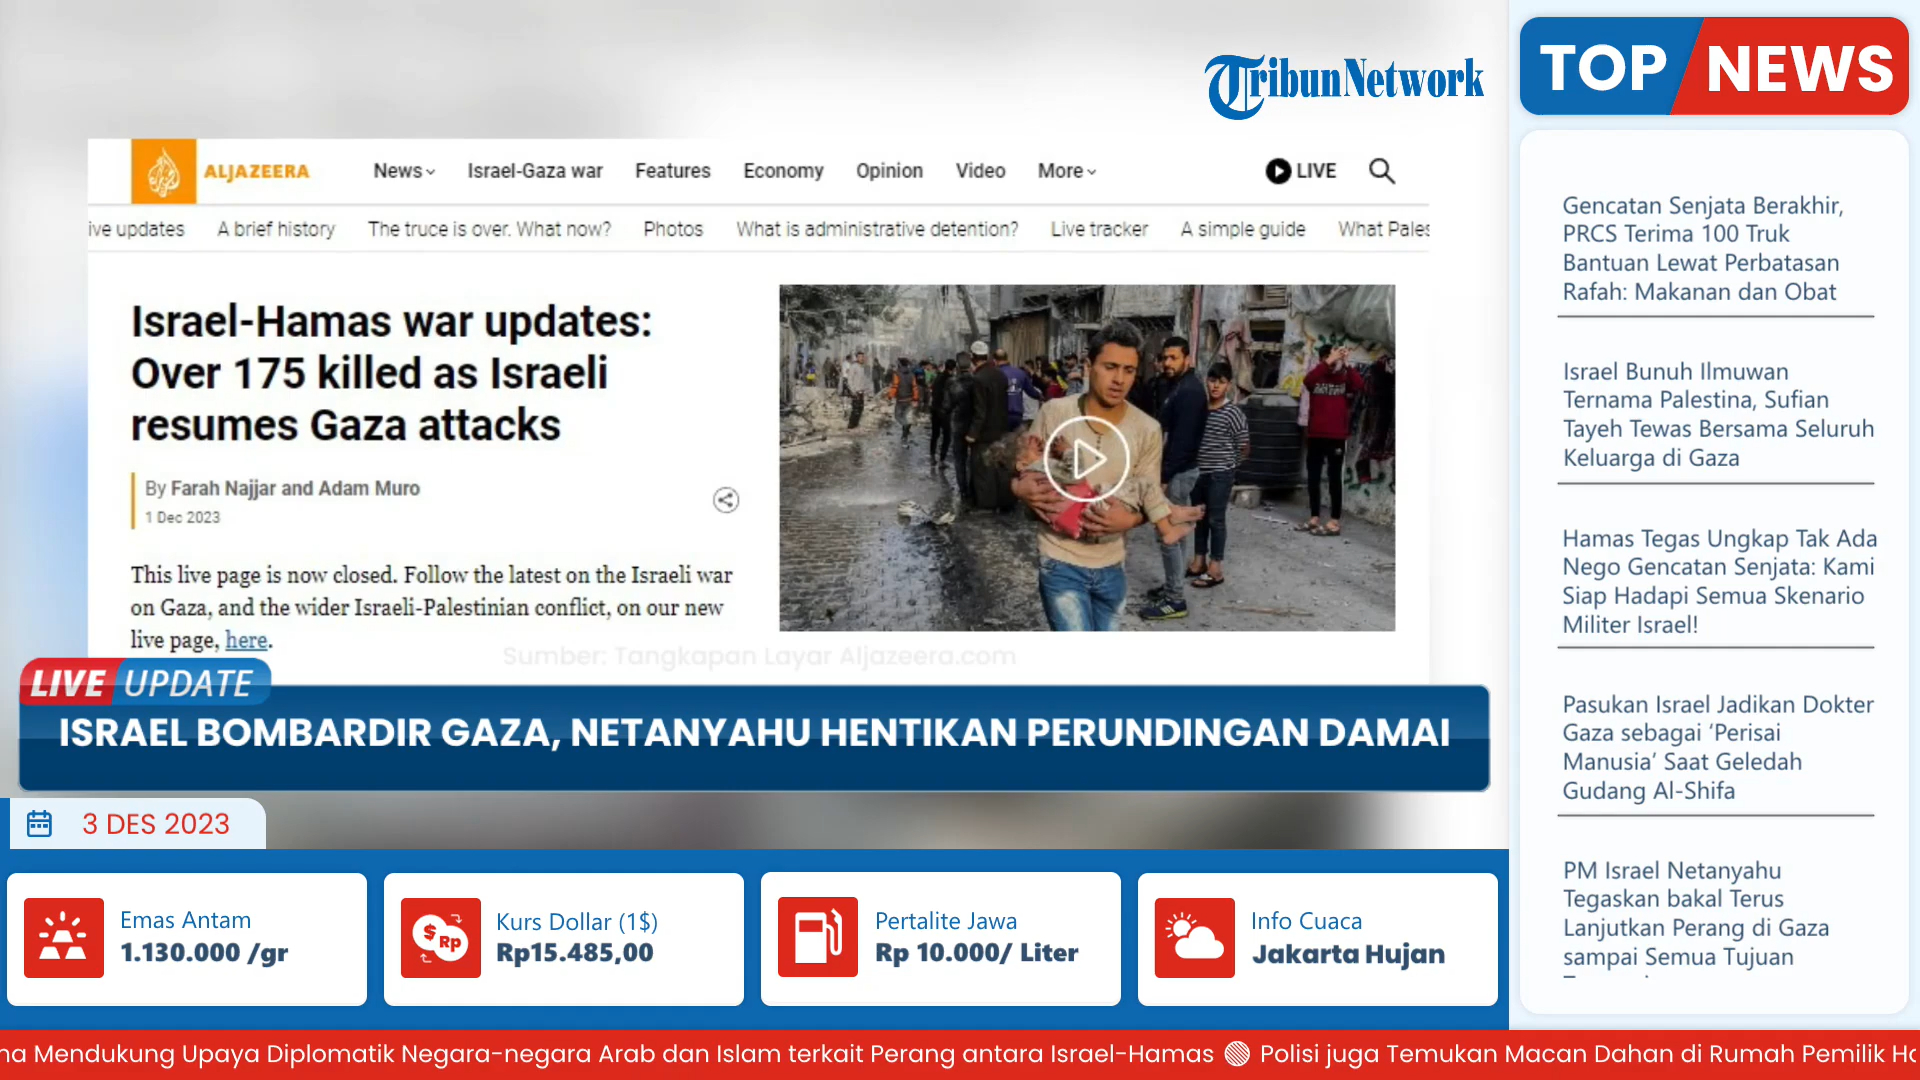 TribunNetwork
ALJAZEERA
News
Israel-Gaza war
Features
Economy
Opinion
Video
More
LIVE
ive updates
A brief history
The truce is over. What now?
Photos
What is administrative detention?
Live tracker
A simple guide
What Pales
Israel-Hamas war updates:
Over 175 killed as Israeli
resumes Gaza attacks
By Farah Najjar and Adam Muro
1 Dec 2023
This live page is now closed. Follow the latest on the Israeli war
on Gaza, and the wider Israeli-Palestinian conflict, on our new
live page, here.
Sumber: Tangkapan Layar Aljazeera.com
LIVE UPDATE
ISRAEL BOMBARDIR GAZA, NETANYAHU HENTIKAN PERUNDINGAN DAMAI
3 DES 2023
Emas Antam
1.130.000 /gr
$ Rp
Kurs Dollar (1$)
Rp15.485,00
Pertalite Jawa
Rp 10.000/ Liter
Info Cuaca
Jakarta Hujan
TOP NEWS
Gencatan Senjata Berakhir,
PRCS Terima 100 Truk
Bantuan Lewat Perbatasan
Rafah: Makanan dan Obat
Israel Bunuh Ilmuwan
Ternama Palestina, Sufian
Tayeh Tewas Bersama Seluruh
Keluarga di Gaza
Hamas Tegas Ungkap Tak Ada
Nego Gencatan Senjata: Kami
Siap Hadapi Semua Skenario
Militer Israel!
Pasukan Israel Jadikan Dokter
Gaza sebagai ‘Perisai
Manusia’ Saat Geledah
Gudang Al-Shifa
PM Israel Netanyahu
Tegaskan bakal Terus
Lanjutkan Perang di Gaza
sampai Semua Tujuan
na Mendukung Upaya Diplomatik Negara-negara Arab dan Islam terkait Perang antara Israel-Hamas Polisi juga Temukan Macan Dahan di Rumah Pemilik Ha